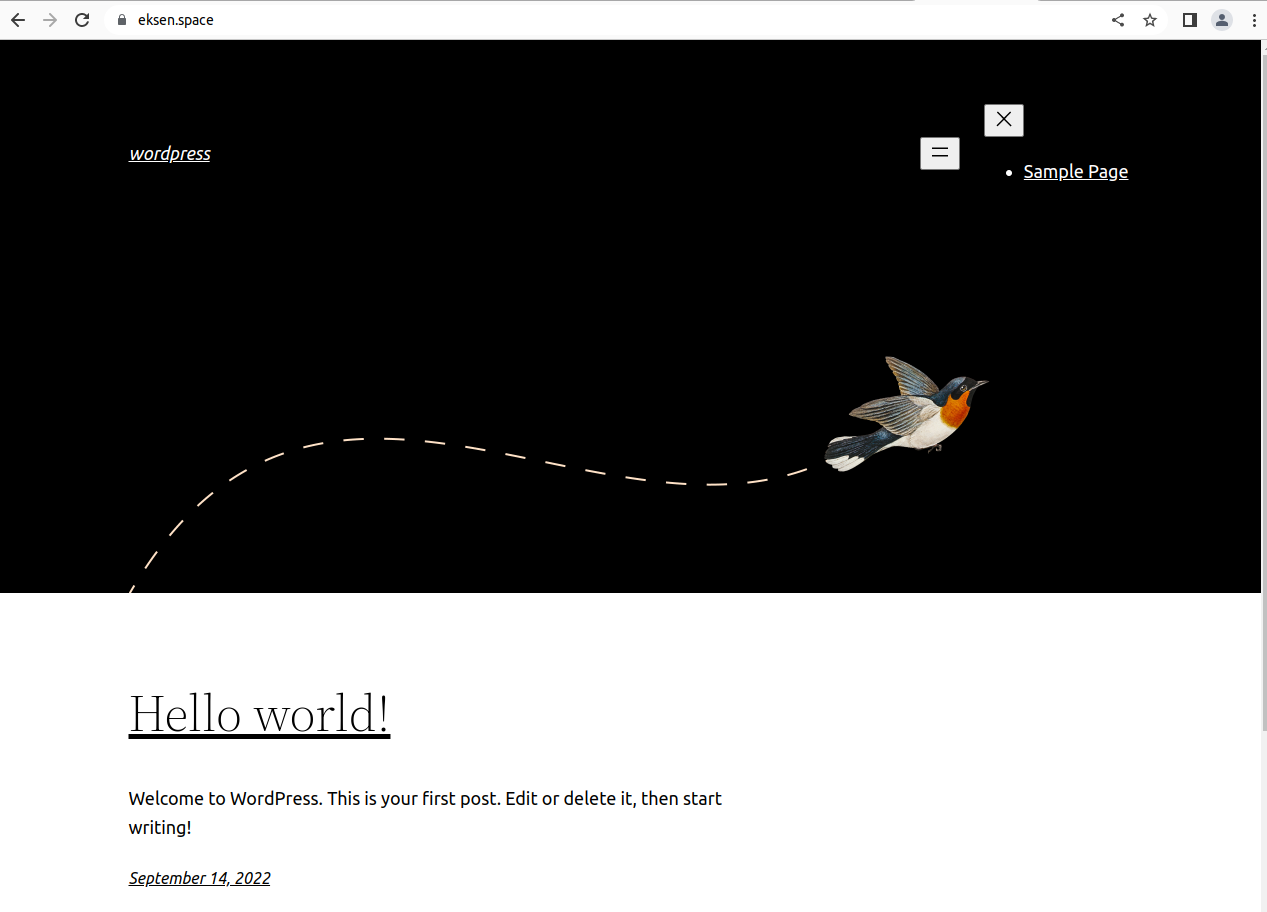 eksen.space
wordpress
Sample Page
Hello world!
Welcome to WordPress. This is your first post. Edit or delete it, then start
writing!
September 14, 2022